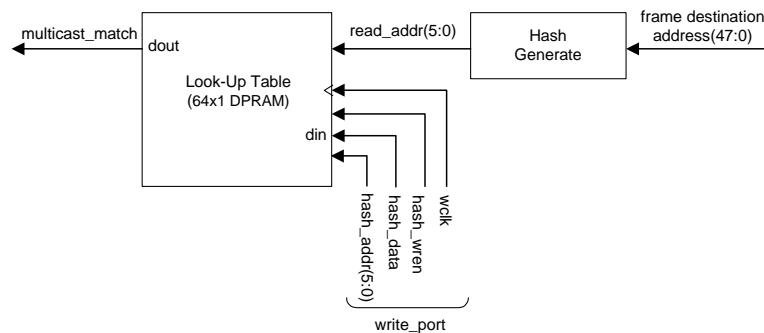 multicast_match
dout
read_addr(5:0)
Hash
Generate
frame destination
address(47:0)
Look-Up Table
(64x1 DPRAM)
din
hash_addr(5:0)
hash_data
hash_wren
wclk
write_port